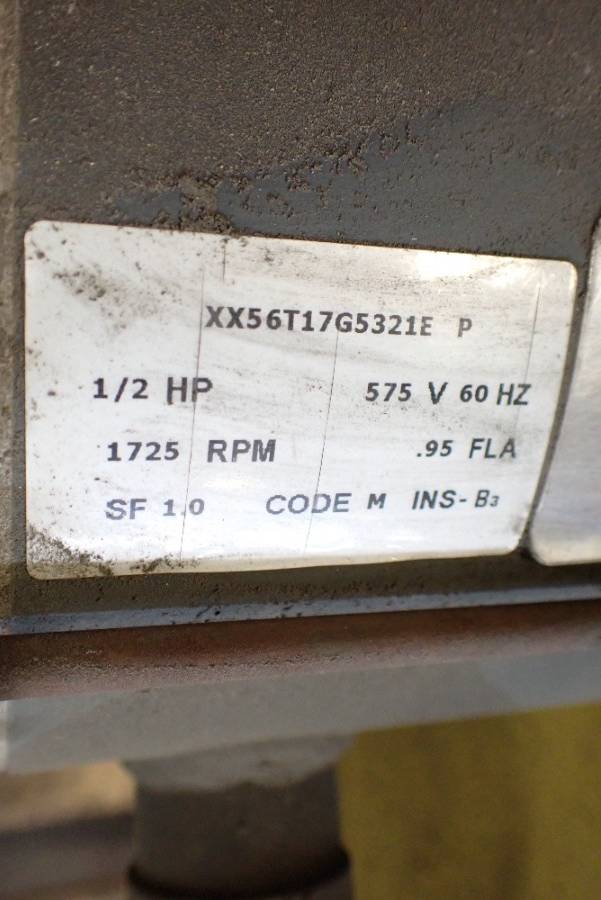 XX56T17G5321E P
1/2 HP 575 V 60 HZ
1725 RPM .95 FLA
SF 1.0 CODE M INS-B3